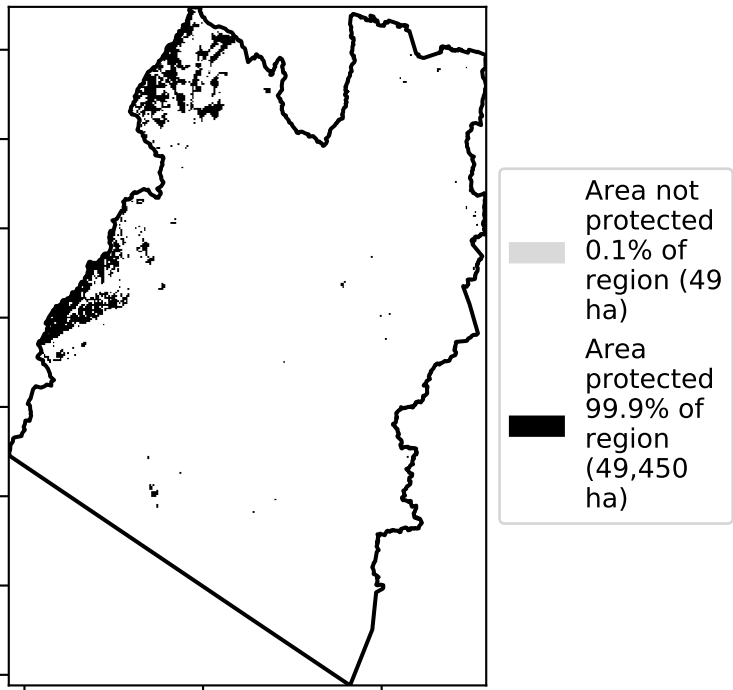 Area not
protected
0.1% of
region (49
ha)
Area
protected
99.9% of
region
(49,450
ha)